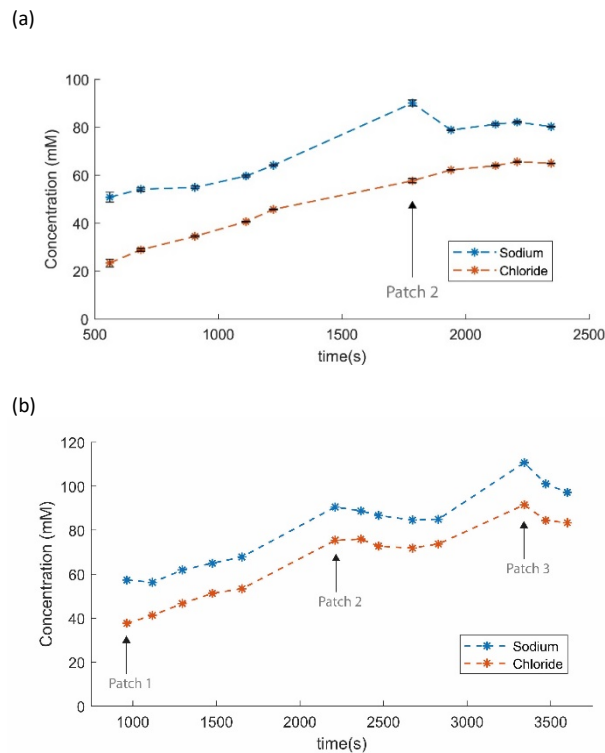 (a)
100
80
60
40
20
0
Concentration (mM)
Patch 2
Sodium
Chloride
500 1000 1500 2000 2500
time(s)
(b)
120
100
80
60
40
20
0
Concentration (mM)
Patch 1
Patch 2
Patch 3
Sodium
Chloride
1000 1500 2000 2500 3000 3500
time(s)